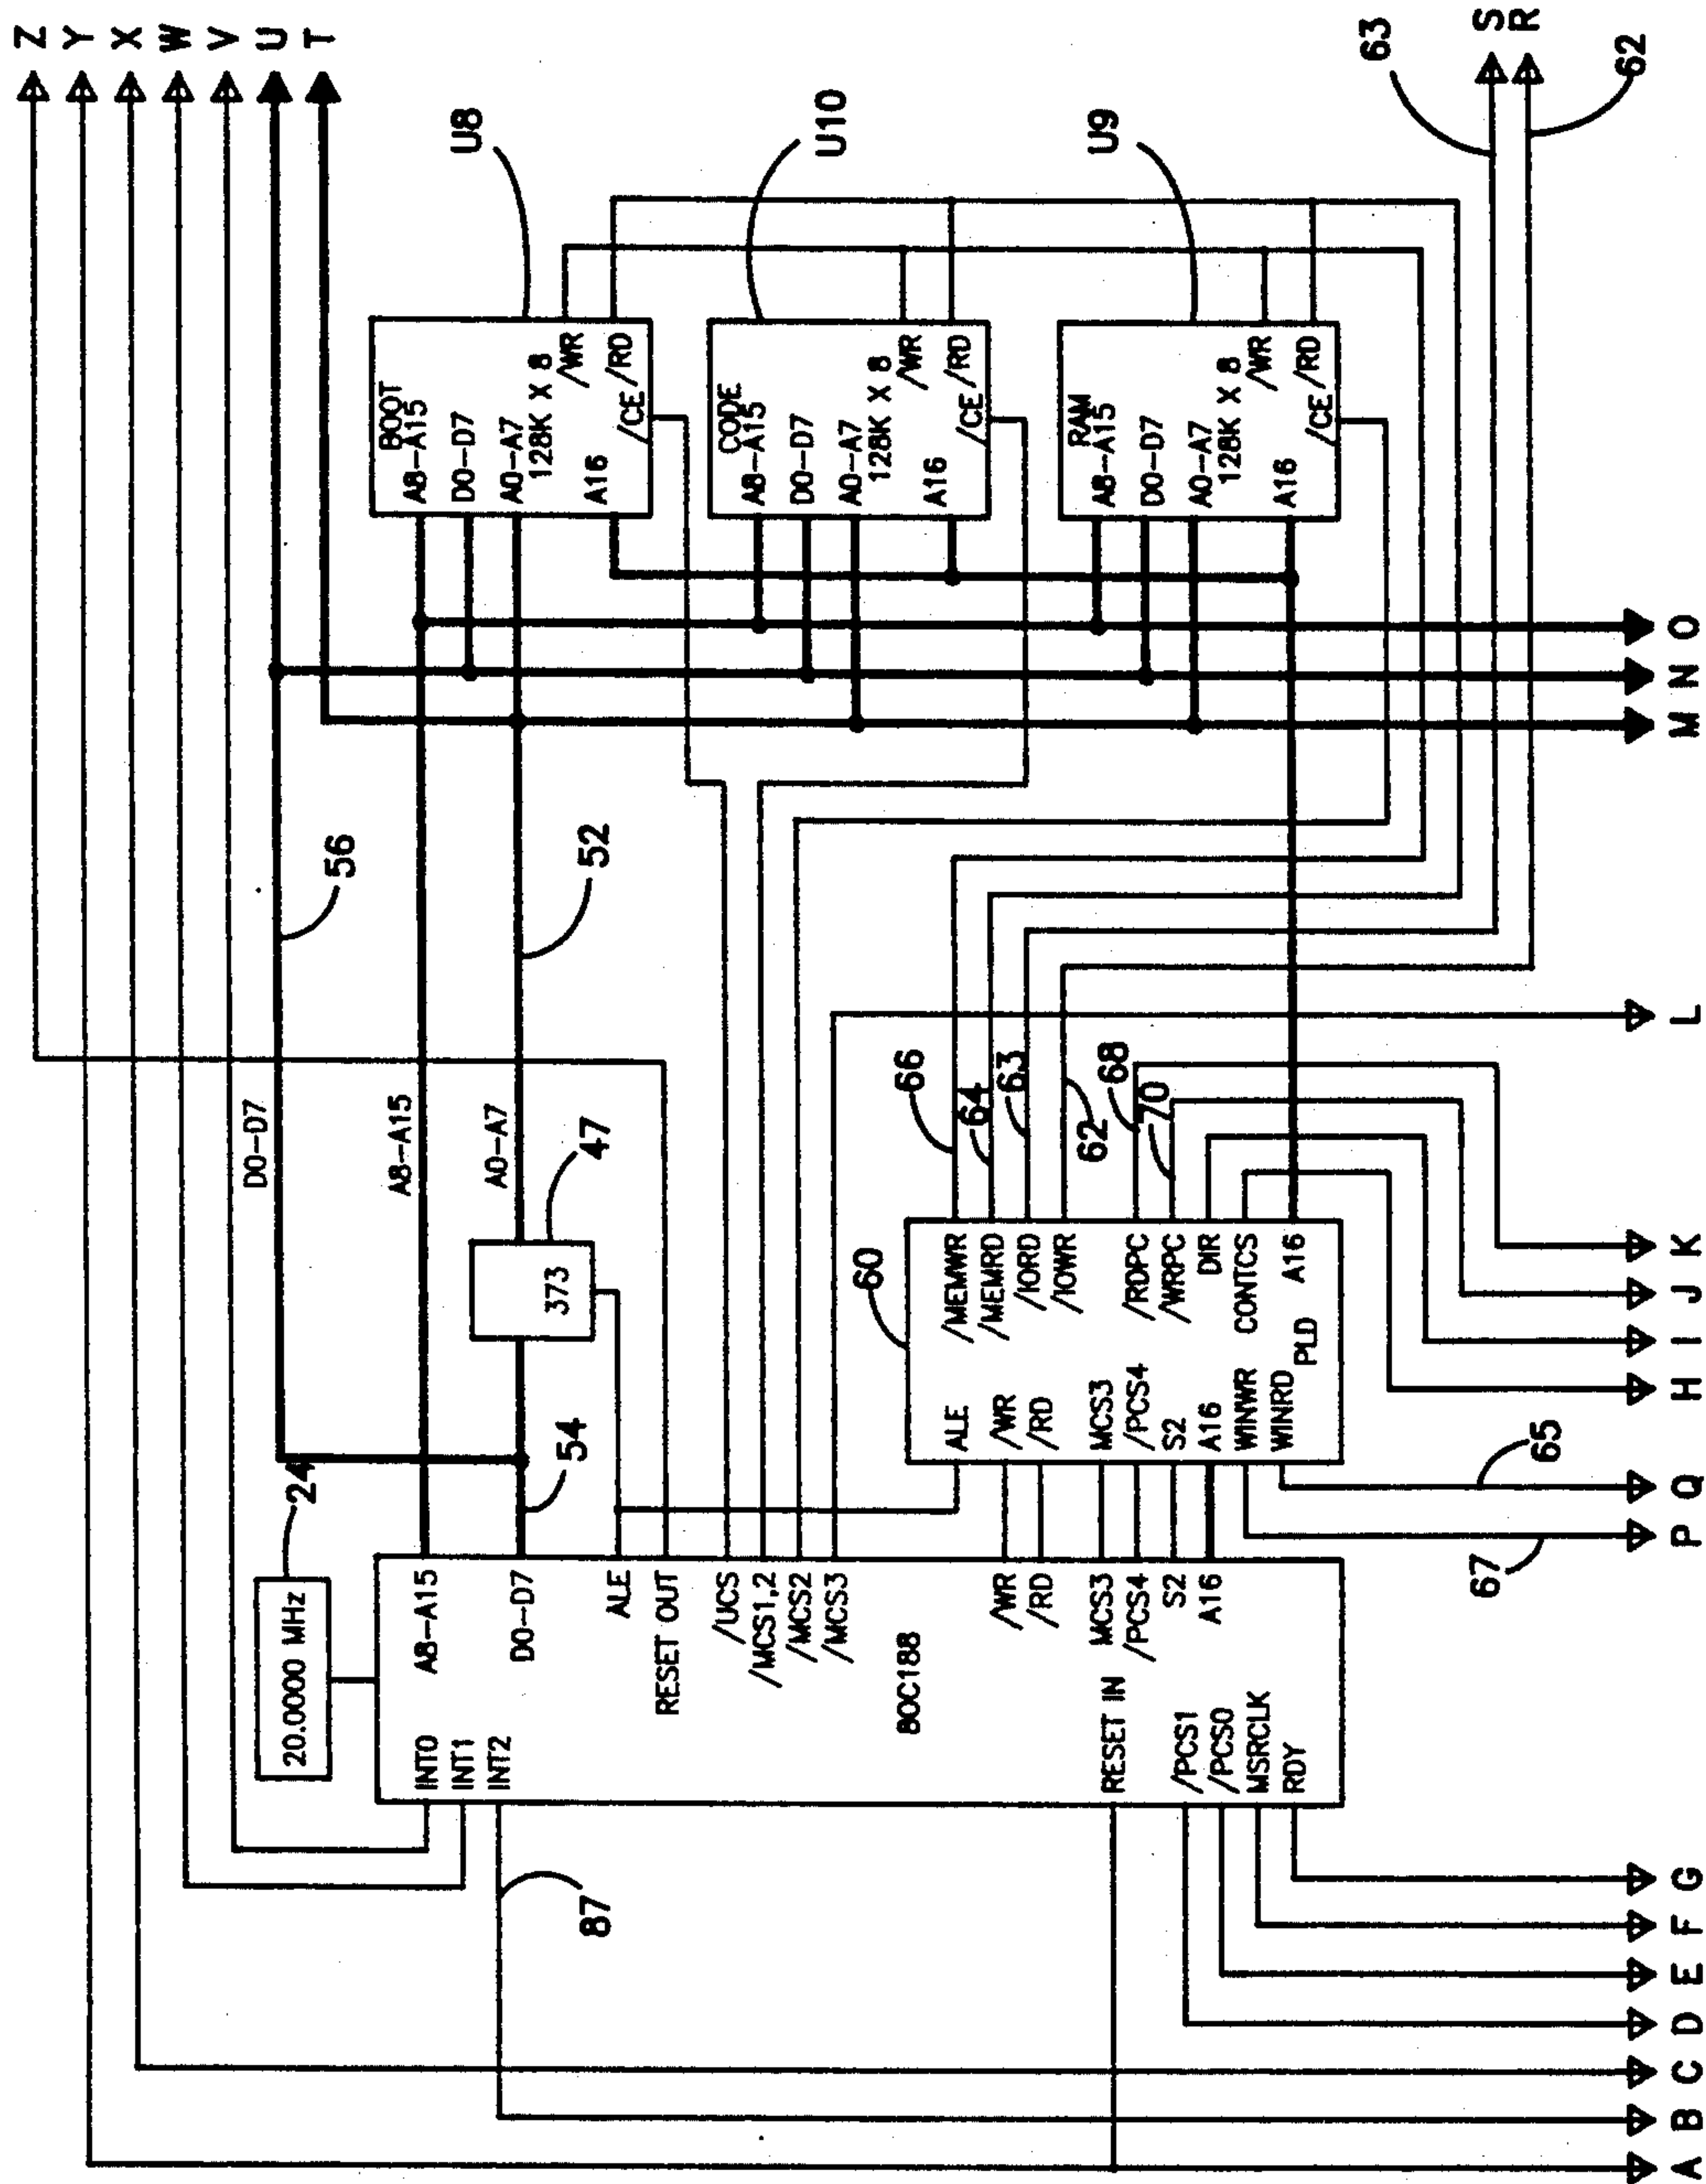 Z
Y
X
W
V
U
T
D0-D7
56
A8-A15
A0-A7
52
47
373
54
24
20.0000 MHz
INT0
INT1
INT2
87
A8-A15
D0-D7
ALE
RESET OUT
/UCS
/MCS1,2
/MCS2
/MCS3
80C188
/WR
/RD
MCS3
/PCS4
S2
A16
RESET IN
/PCS1
/PCS0
MSRCLK
RDY
60
ALE
/WR
/RD
MCS3
/PCS4
S2
A16
WINWR
WINRD
PLD
/MEMWR
/MEMRD
/IORD
/IOWR
/RDPC
/WRPC
DIR
CONTCS
A16
66
64
63
62
68
70
67
65
U8
BOOT
A8-A15
D0-D7
A0-A7
128K X 8
A16
/WR
/RD
/CE
U10
CODE
A8-A15
D0-D7
A0-A7
128K X 8
A16
/WR
/RD
/CE
U9
RAM
A8-A15
D0-D7
A0-A7
128K X 8
A16
/WR
/RD
/CE
63
62
S
R
A B C D E F G P Q H I J K L M N O